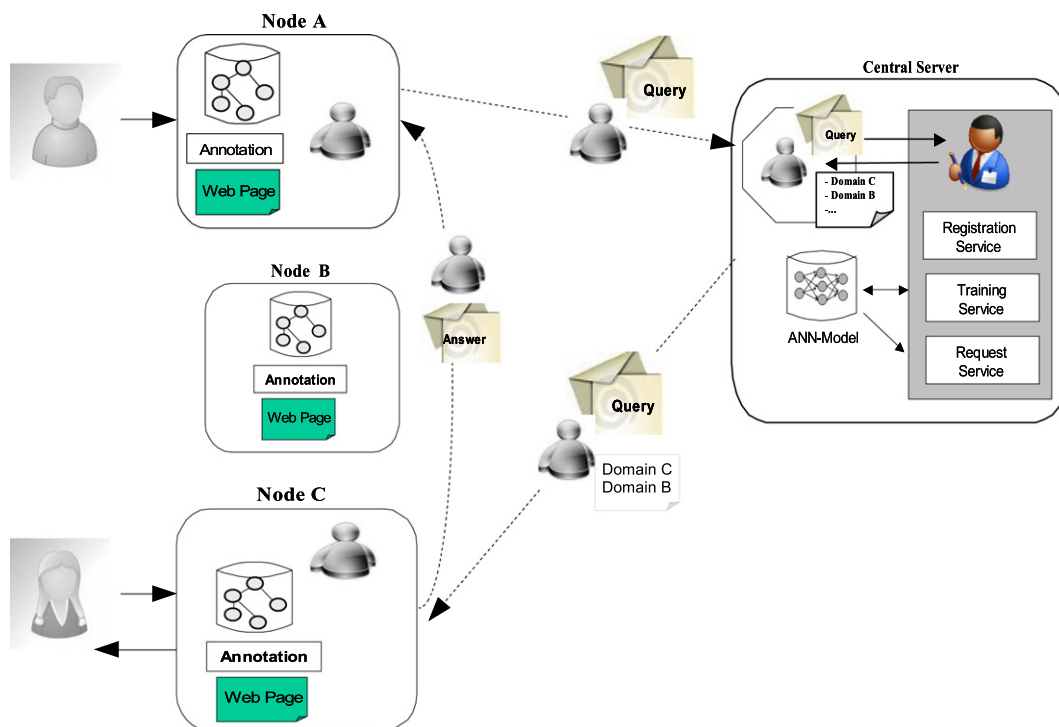 Node A
Annotation
Web Page
Query
Central Server
Query
- Domain C
- Domain B
-...
Registration
Service
Training
Service
Request
Service
ANN-Model
Node B
Annotation
Web Page
Answer
Query
Domain C
Domain B
Node C
Annotation
Web Page